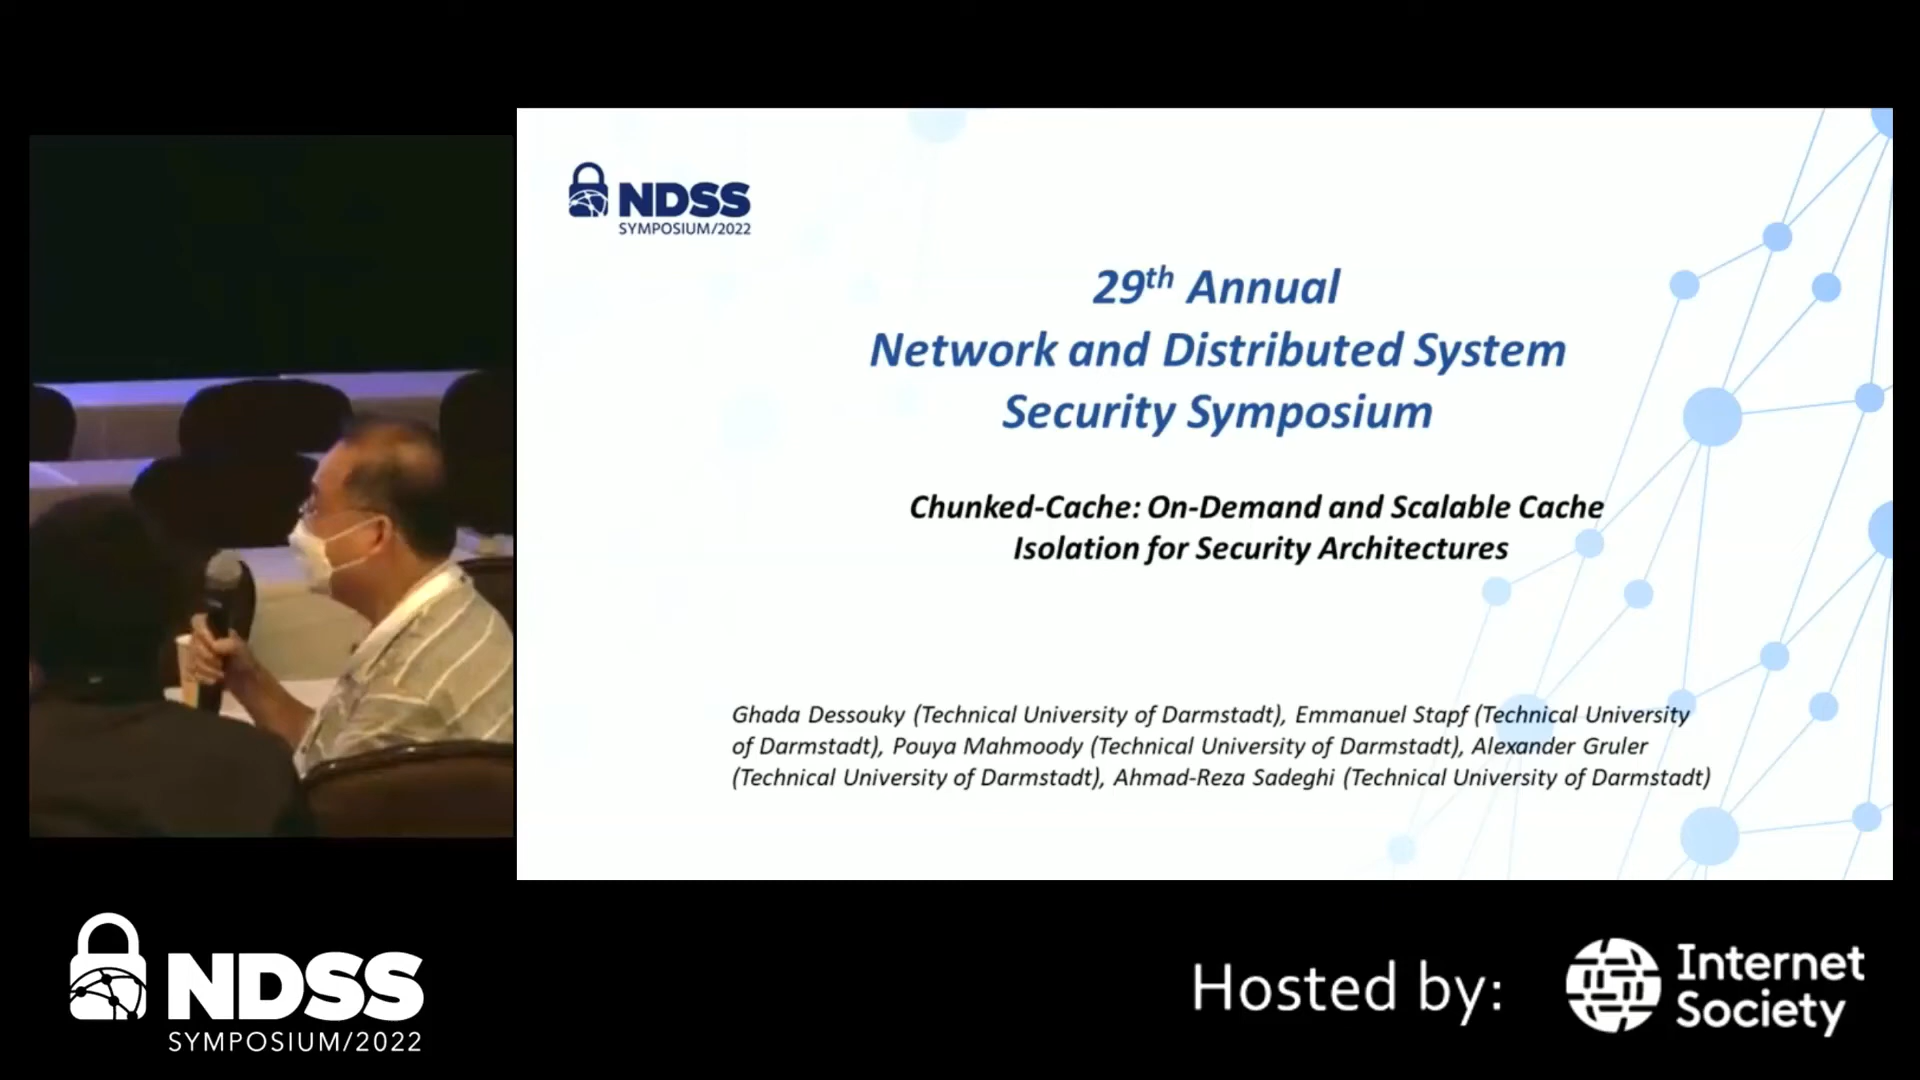 NDSS
SYMPOSIUM/2022
29th Annual
Network and Distributed System
Security Symposium
Chunked-Cache: On-Demand and Scalable Cache
Isolation for Security Architectures
Ghada Dessouky (Technical University of Darmstadt), Emmanuel Stapf (Technical University
of Darmstadt), Pouya Mahmoody (Technical University of Darmstadt), Alexander Gruler
(Technical University of Darmstadt), Ahmad-Reza Sadeghi (Technical University of Darmstadt)
NDSS
SYMPOSIUM/2022
Hosted by:
Internet
Society